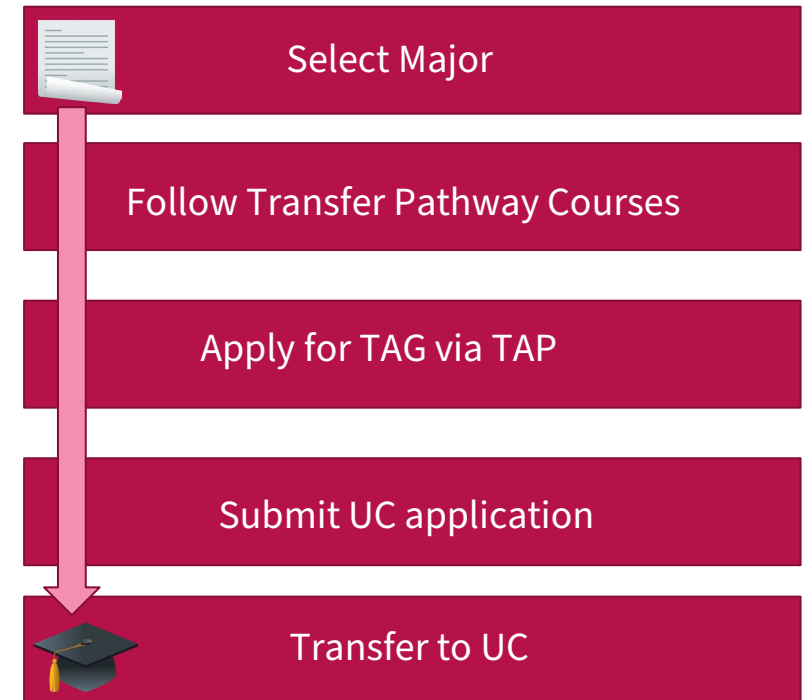 Select Major
Follow Transfer Pathway Courses
Apply for TAG via TAP
Submit UC application
Transfer to UC